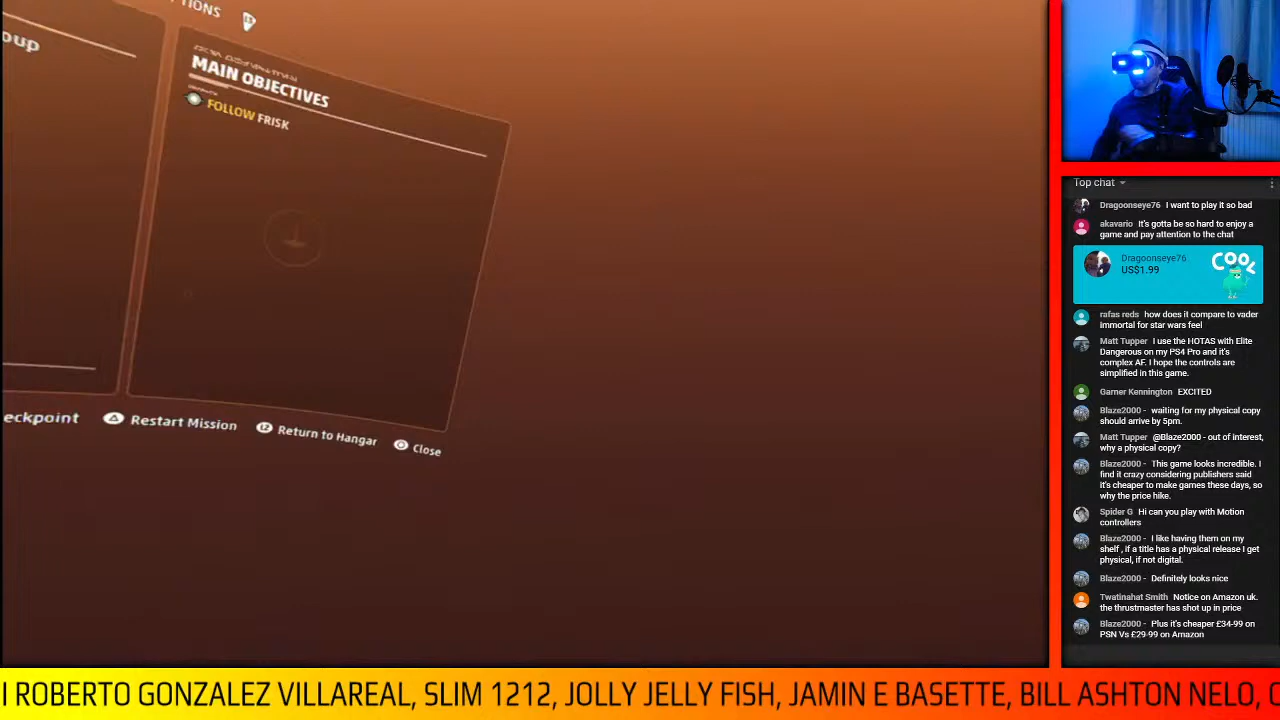 TIONS
R1
oup
MAIN OBJECTIVES
FOLLOW FRISK
eckpoint
Restart Mission
L2 Return to Hangar
Close
Top chat
Dragoonseye76 I want to play it so bad
akavario It's gotta be so hard to enjoy a
game and pay attention to the chat
Dragoonseye76
US$1.99
COOL
rafas reds how does it compare to vader
immortal for star wars feel
Matt Tupper I use the HOTAS with Elite
Dangerous on my PS4 Pro and it's
complex AF. I hope the controls are
simplified in this game.
Garner Kennington EXCITED
Blaze2000 - waiting for my physical copy
should arrive by 5pm.
Matt Tupper @Blaze2000 - out of interest,
why a physical copy?
Blaze2000 - This game looks incredible. I
find it crazy considering publishers said
it's cheaper to make games these days, so
why the price hike.
Spider G Hi can you play with Motion
controllers
Blaze2000 - I like having them on my
shelf , if a title has a physical release I get
physical, if not digital.
Blaze2000 - Definitely looks nice
Twatinahat Smith Notice on Amazon uk.
the thrustmaster has shot up in price
Blaze2000 - Plus it's cheaper £34-99 on
PSN Vs £29-99 on Amazon
I ROBERTO GONZALEZ VILLAREAL, SLIM 1212, JOLLY JELLY FISH, JAMIN E BASETTE, BILL ASHTON NELO, C